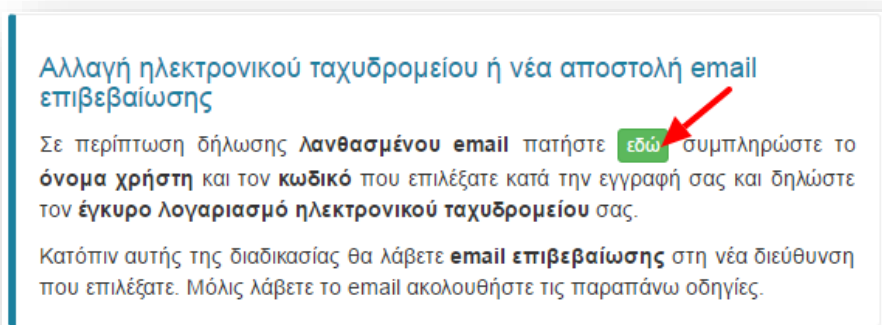 Αλλαγή ηλεκτρονικού ταχυδρομείου ή νέα αποστολή email
επιβεβαίωσης
Σε περίπτωση δήλωσης λανθασμένου email πατήστε εδώ συμπληρώστε το
όνομα χρήστη και τον κωδικό που επιλέξατε κατά την εγγραφή σας και δηλώστε
τον έγκυρο λογαριασμό ηλεκτρονικού ταχυδρομείου σας.
Κατόπιν αυτής της διαδικασίας θα λάβετε email επιβεβαίωσης στη νέα διεύθυνση
που επιλέξατε. Μόλις λάβετε το email ακολουθήστε τις παραπάνω οδηγίες.